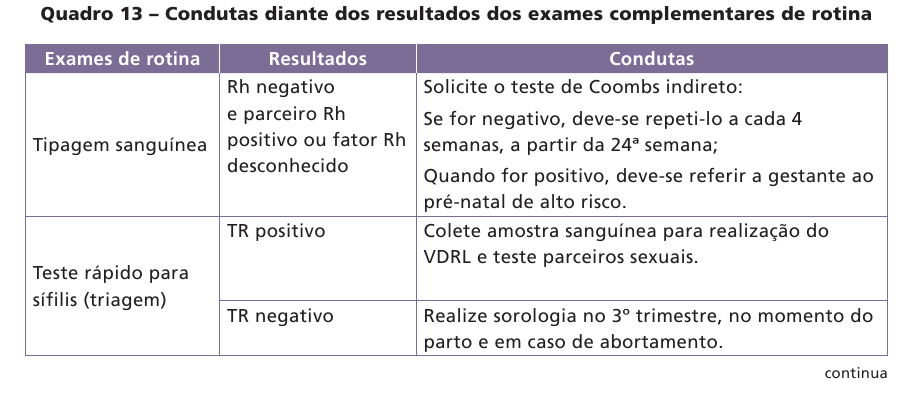 Quadro 13 – Condutas diante dos resultados dos exames complementares de rotina
Exames de rotina
Resultados
Condutas
Tipagem sanguínea
Rh negativo
e parceiro Rh
positivo ou fator Rh
desconhecido
Solicite o teste de Coombs indireto:
Se for negativo, deve-se repeti-lo a cada 4
semanas, a partir da 24ª semana;
Quando for positivo, deve-se referir a gestante ao
pré-natal de alto risco.
Teste rápido para
sífilis (triagem)
TR positivo
Colete amostra sanguínea para realização do
VDRL e teste parceiros sexuais.
TR negativo
Realize sorologia no 3º trimestre, no momento do
parto e em caso de abortamento.
continua